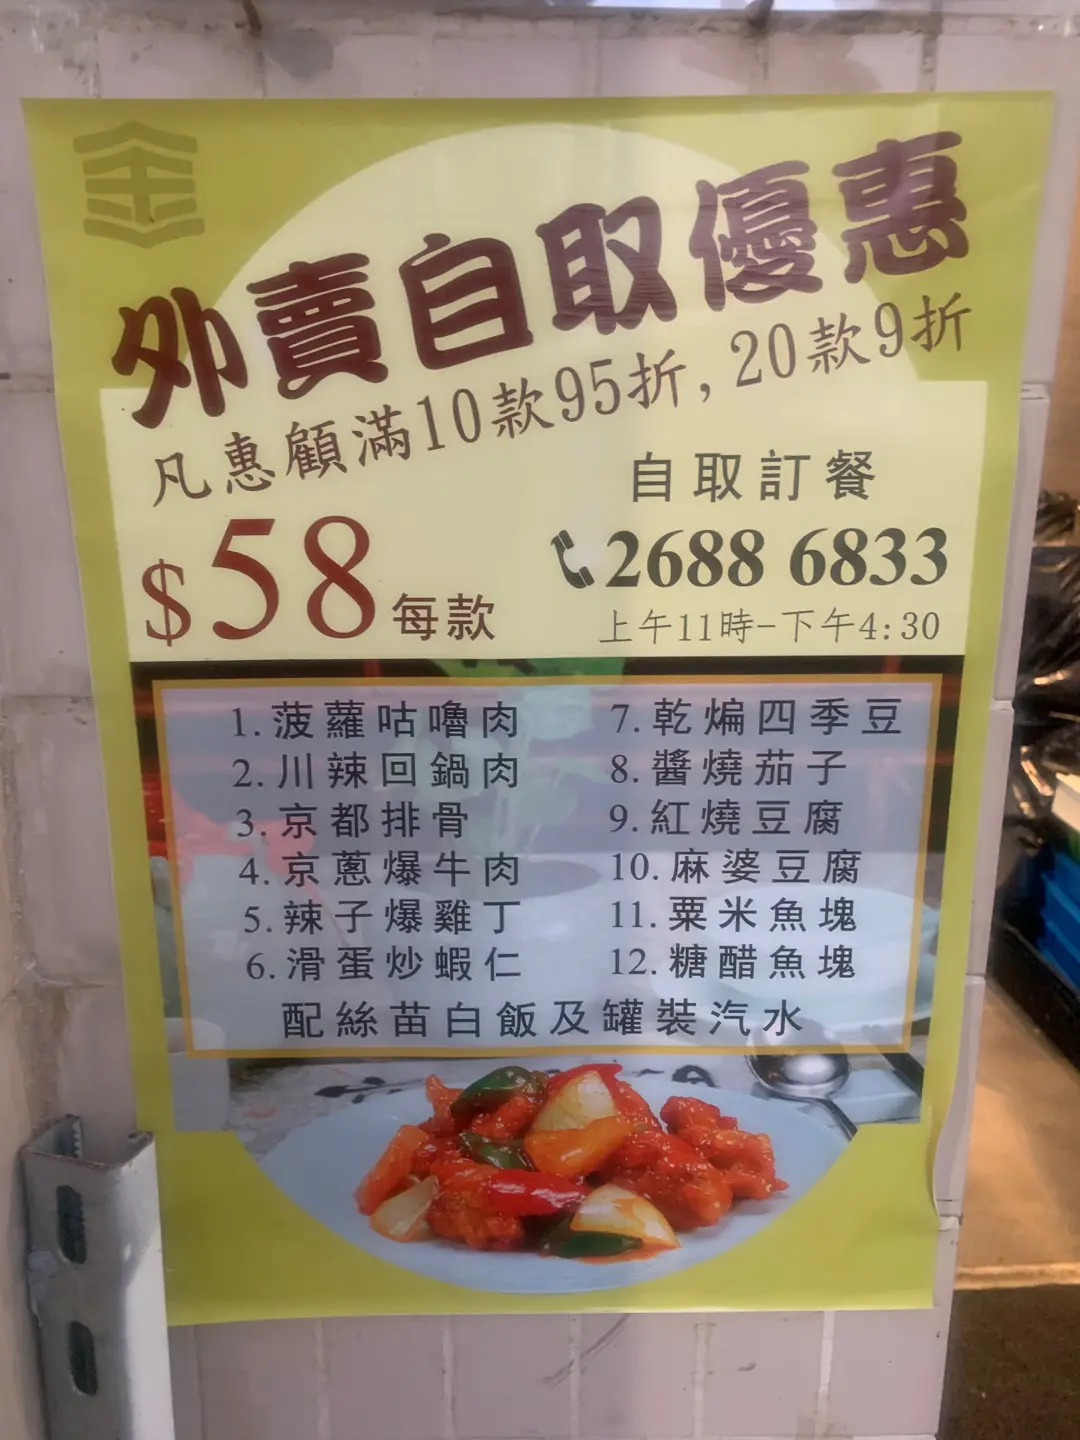 金
外賣自取優惠
凡惠顧滿10款95折, 20款9折
$58每款
自取訂餐
2688 6833
上午11時-下午4:30
1. 菠蘿咕嚕肉
2. 川辣回鍋肉
3. 京都排骨
4. 京蔥爆牛肉
5. 辣子爆雞丁
6. 滑蛋炒蝦仁
7. 乾煸四季豆
8. 醬燒茄子
9. 紅燒豆腐
10. 麻婆豆腐
11. 粟米魚塊
12. 糖醋魚塊
配絲苗白飯及罐裝汽水